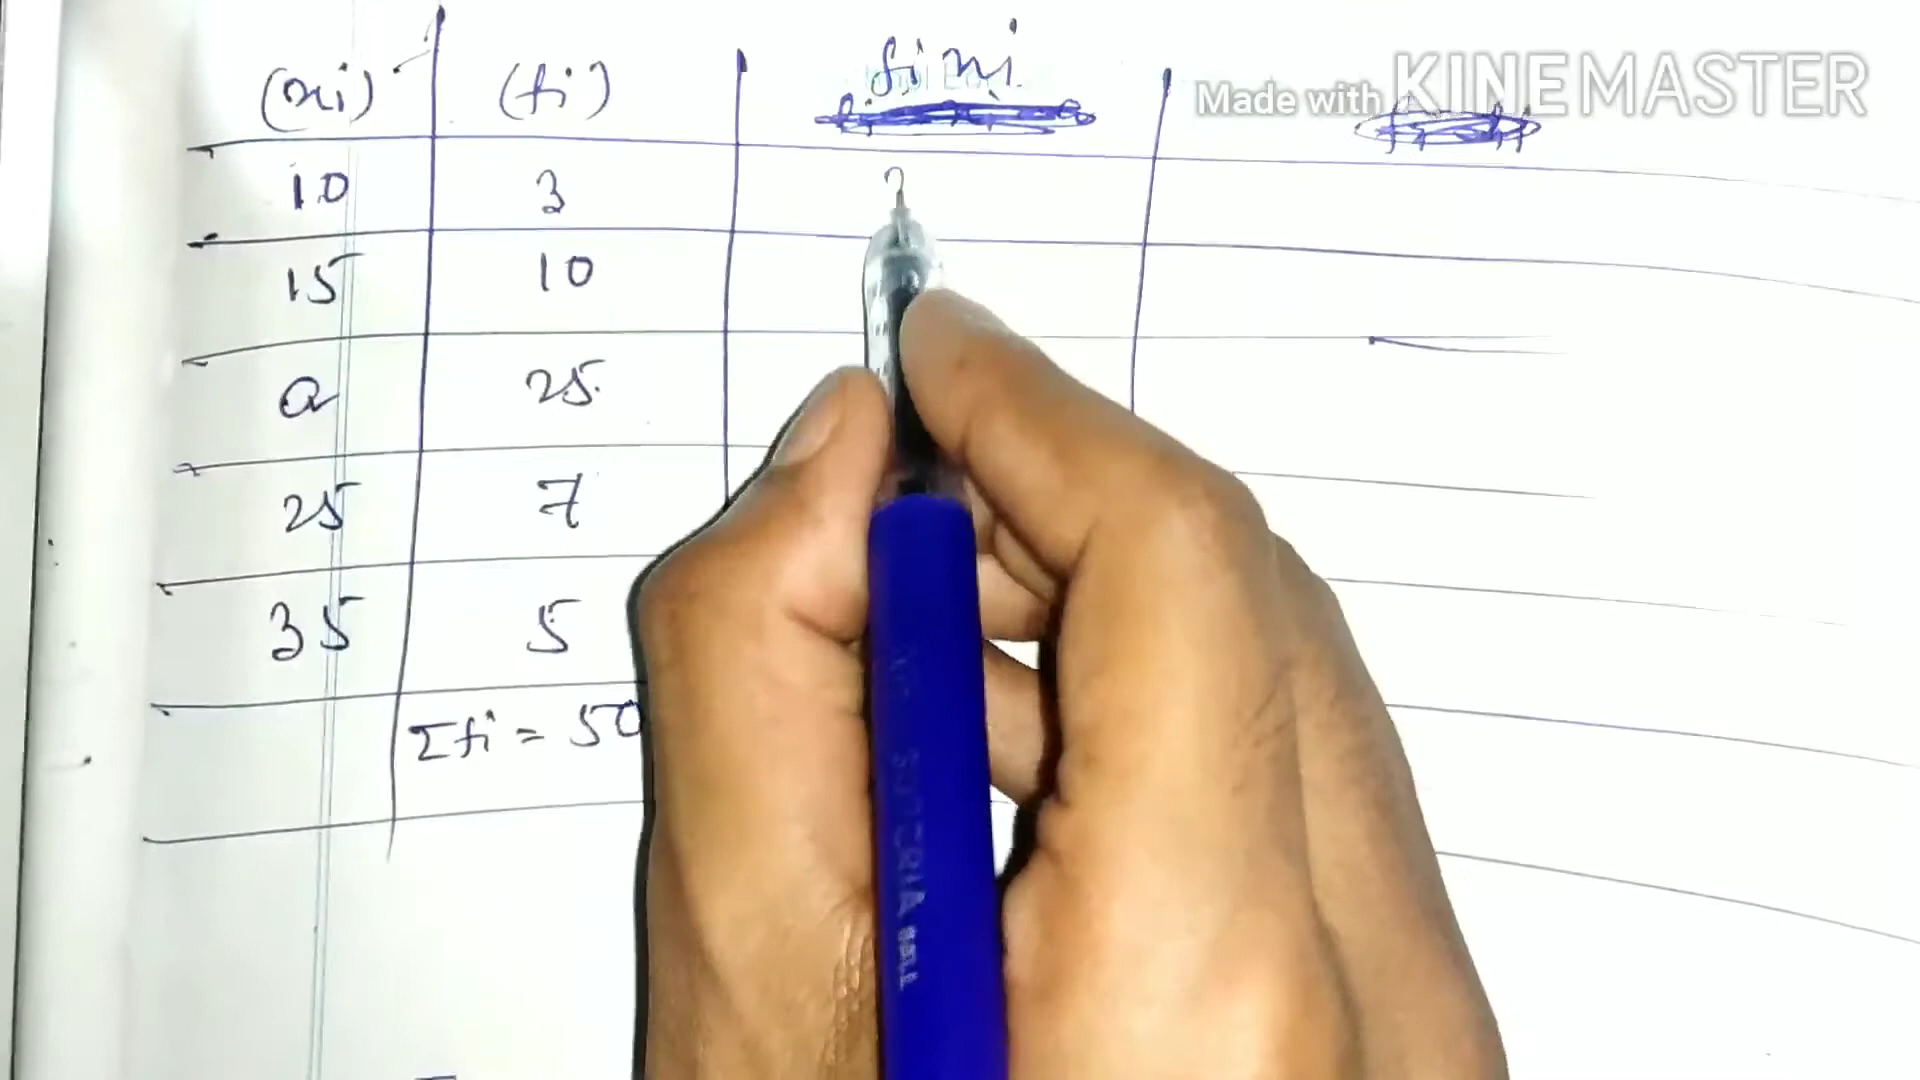 (xi) (fi) fixi
Made with KINEMASTER
10 3
15 10
a 25
25 7
35 5
Σfi = 50